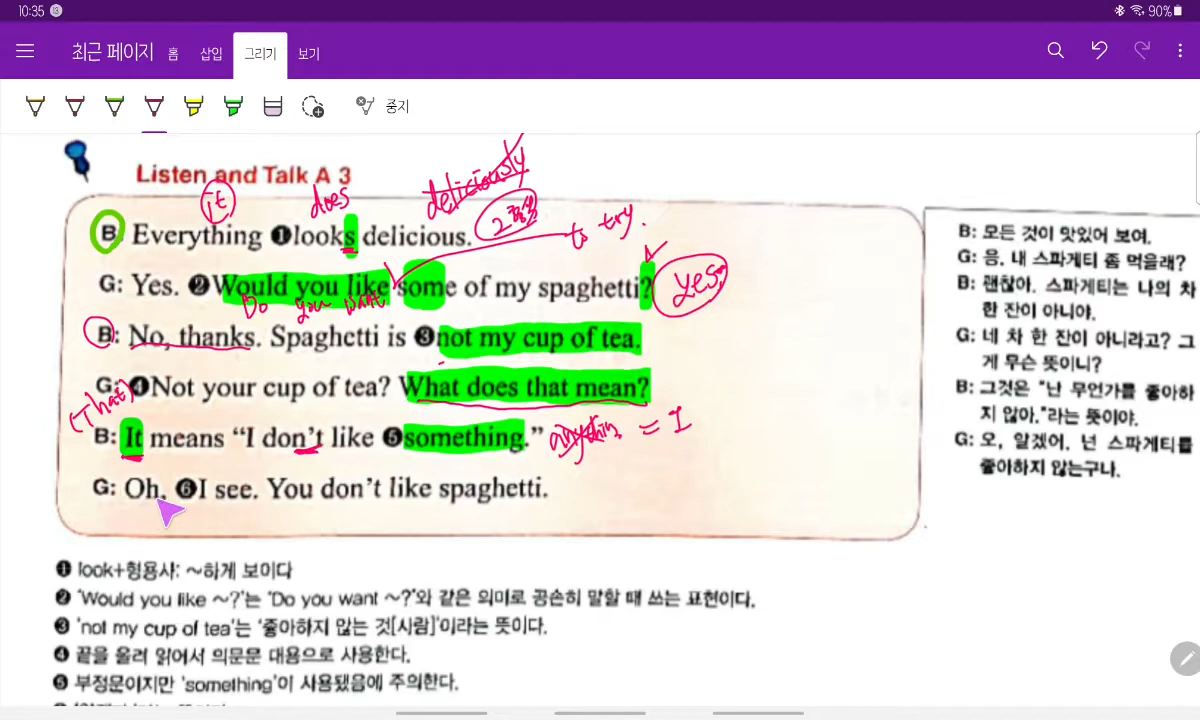 10:35
90%
최근 페이지 홈 삽입 그리기 보기
중지
Listen and Talk A 3
it does deliciously
2형식 to try.
B: Everything ❶looks delicious.
G: Yes. ❷Would you like some of my spaghetti? yes.
Do you want
B: No, thanks. Spaghetti is ❸not my cup of tea.
G: ❹Not your cup of tea? What does that mean?
(That)
B: It means “I don’t like ❺something.” = I
G: Oh, ❻I see. You don’t like spaghetti.
B: 모든 것이 맛있어 보여.
G: 응. 내 스파게티 좀 먹을래?
B: 괜찮아. 스파게티는 나의 차
한 잔이 아니야.
G: 네 차 한 잔이 아니라고? 그
게 무슨 뜻이니?
B: 그것은 “난 무언가를 좋아하
지 않아.”라는 뜻이야.
G: 오, 알겠어. 넌 스파게티를
좋아하지 않는구나.
❶ look+형용사: ~하게 보이다
❷ ‘Would you like ~?’는 ‘Do you want ~?’와 같은 의미로 공손히 말할 때 쓰는 표현이다.
❸ ‘not my cup of tea’는 ‘좋아하지 않는 것[사람]’이라는 뜻이다.
❹ 끝을 올려 읽어서 의문문 대용으로 사용한다.
❺ 부정문이지만 ‘something’이 사용됐음에 주의한다.